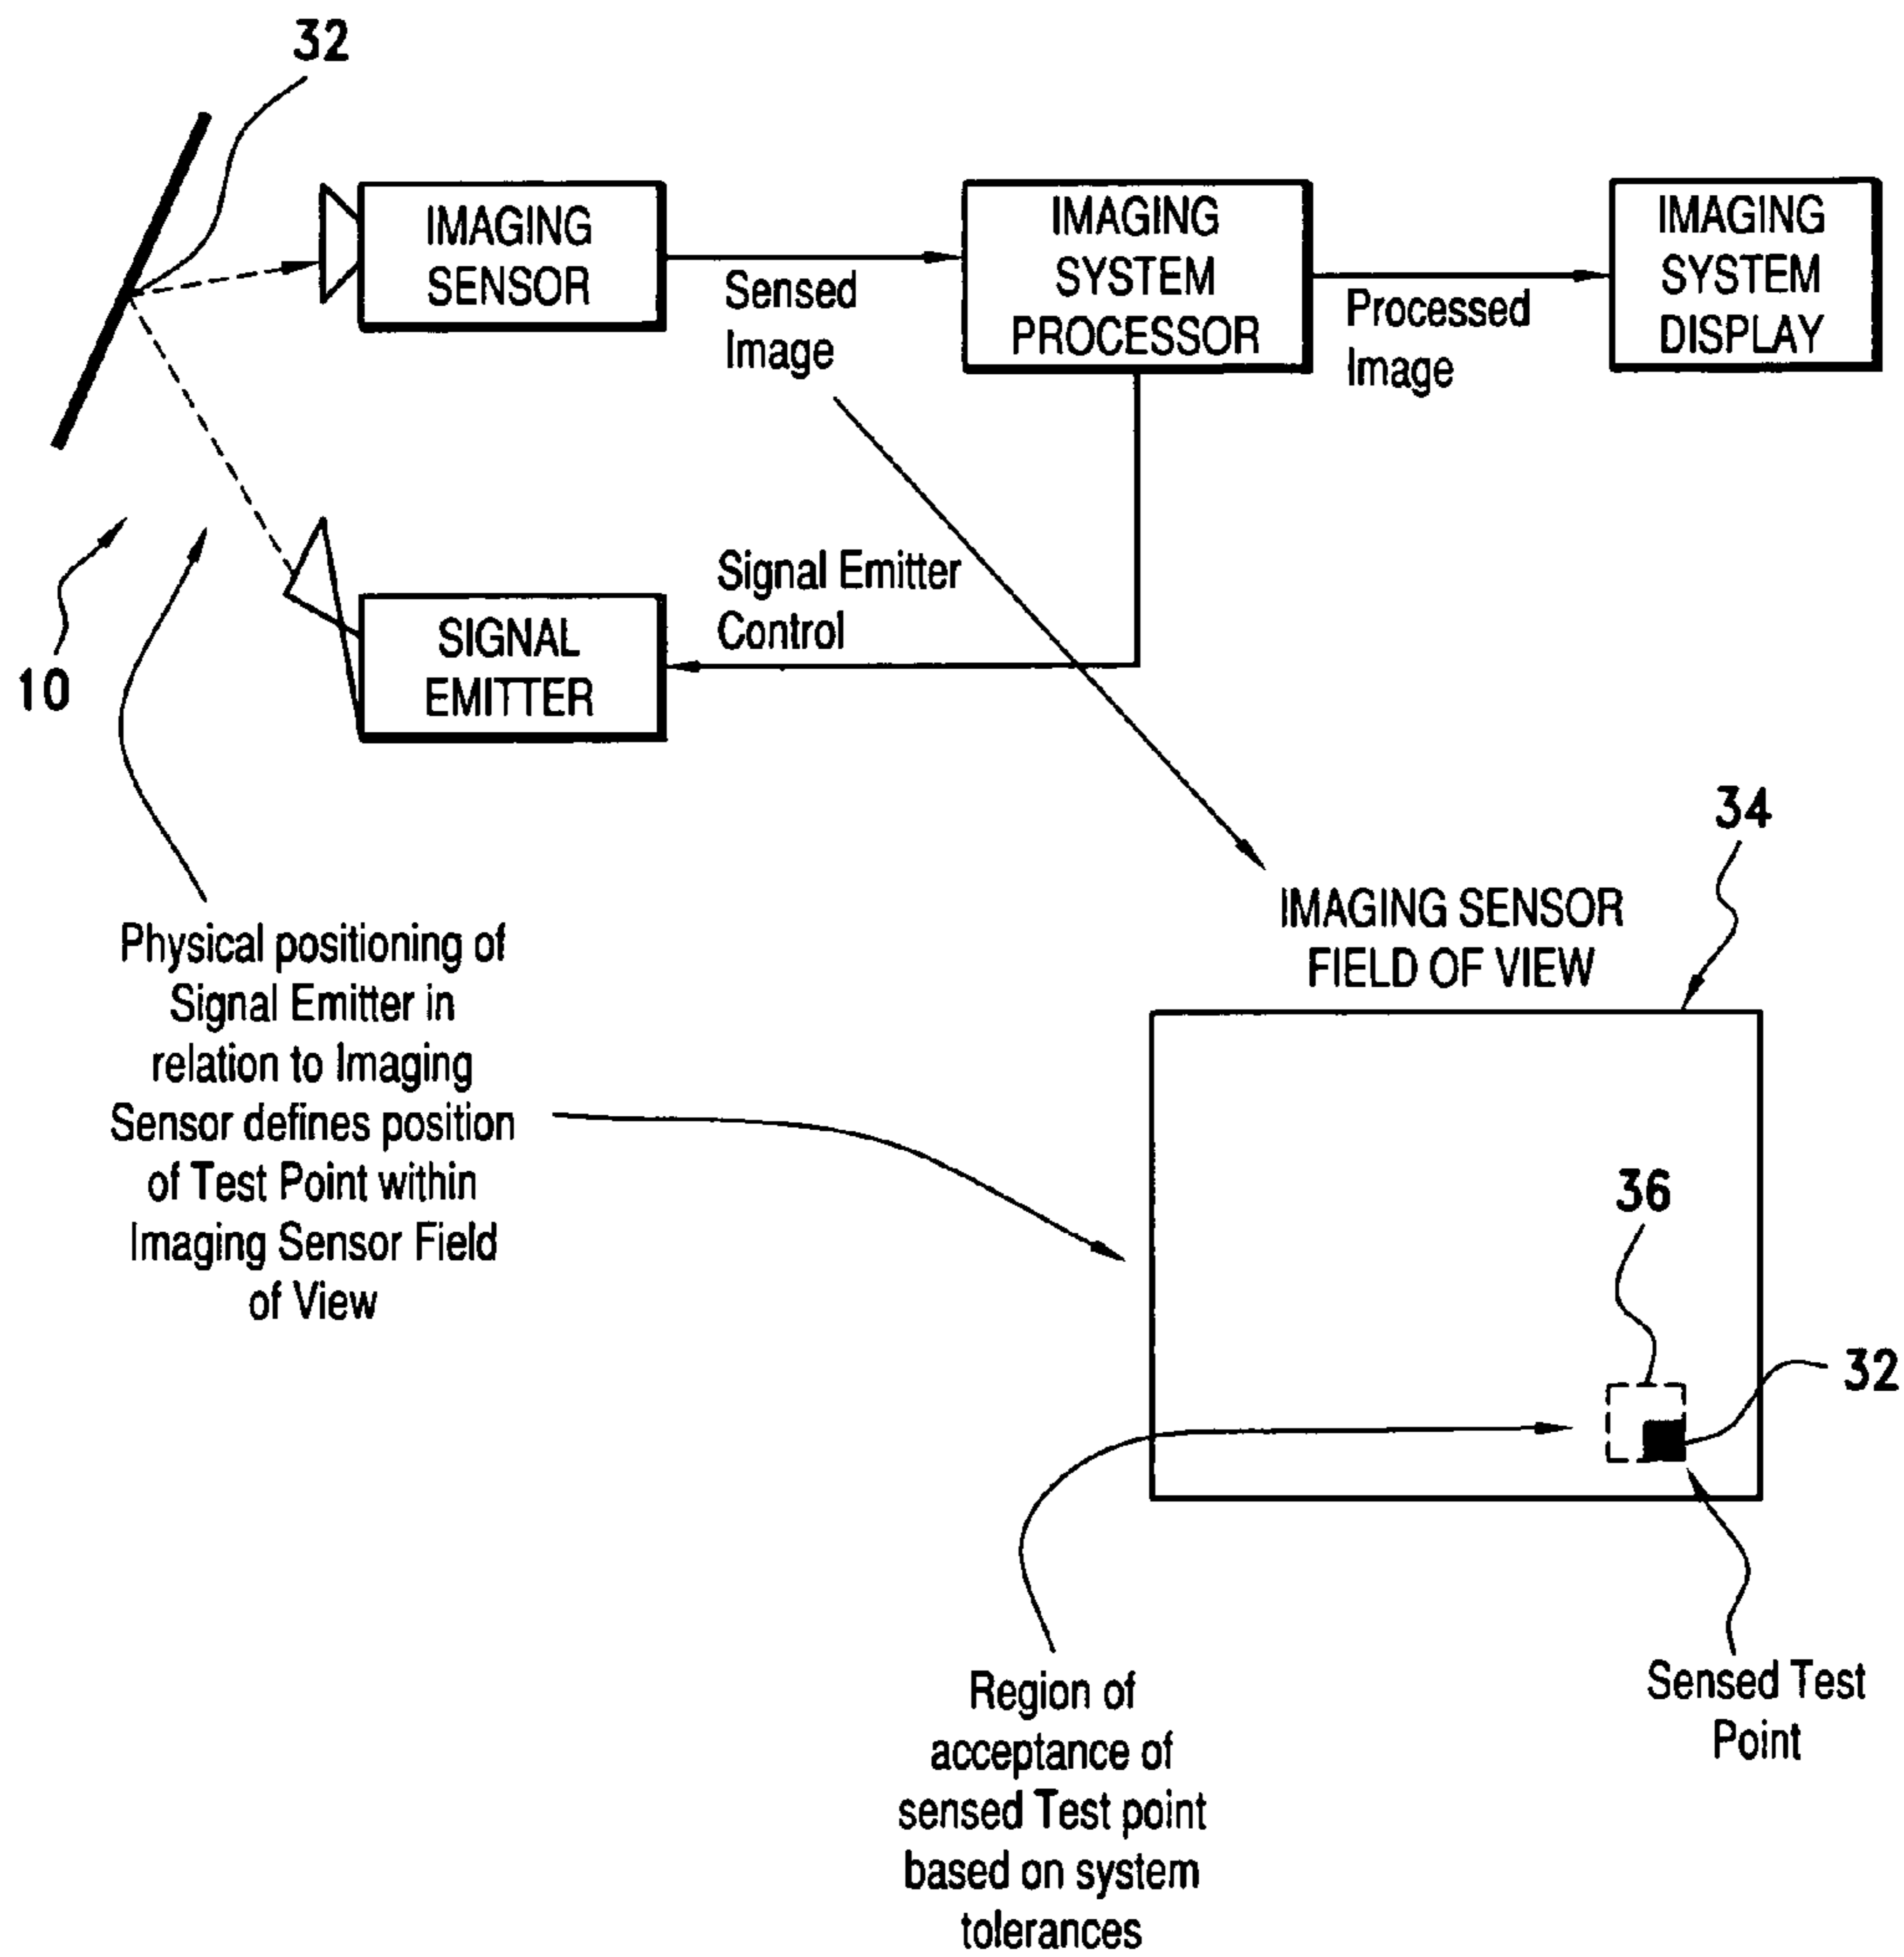 32
IMAGING
SENSOR
Sensed
Image
IMAGING
SYSTEM
PROCESSOR
Processed
Image
IMAGING
SYSTEM
DISPLAY
10
Signal Emitter
Control
SIGNAL
EMITTER
Physical positioning of
Signal Emitter in
relation to Imaging
Sensor defines position
of Test Point within
Imaging Sensor Field
of View
34
IMAGING SENSOR
FIELD OF VIEW
36
32
Region of
acceptance of
sensed Test point
based on system
tolerances
Sensed Test
Point